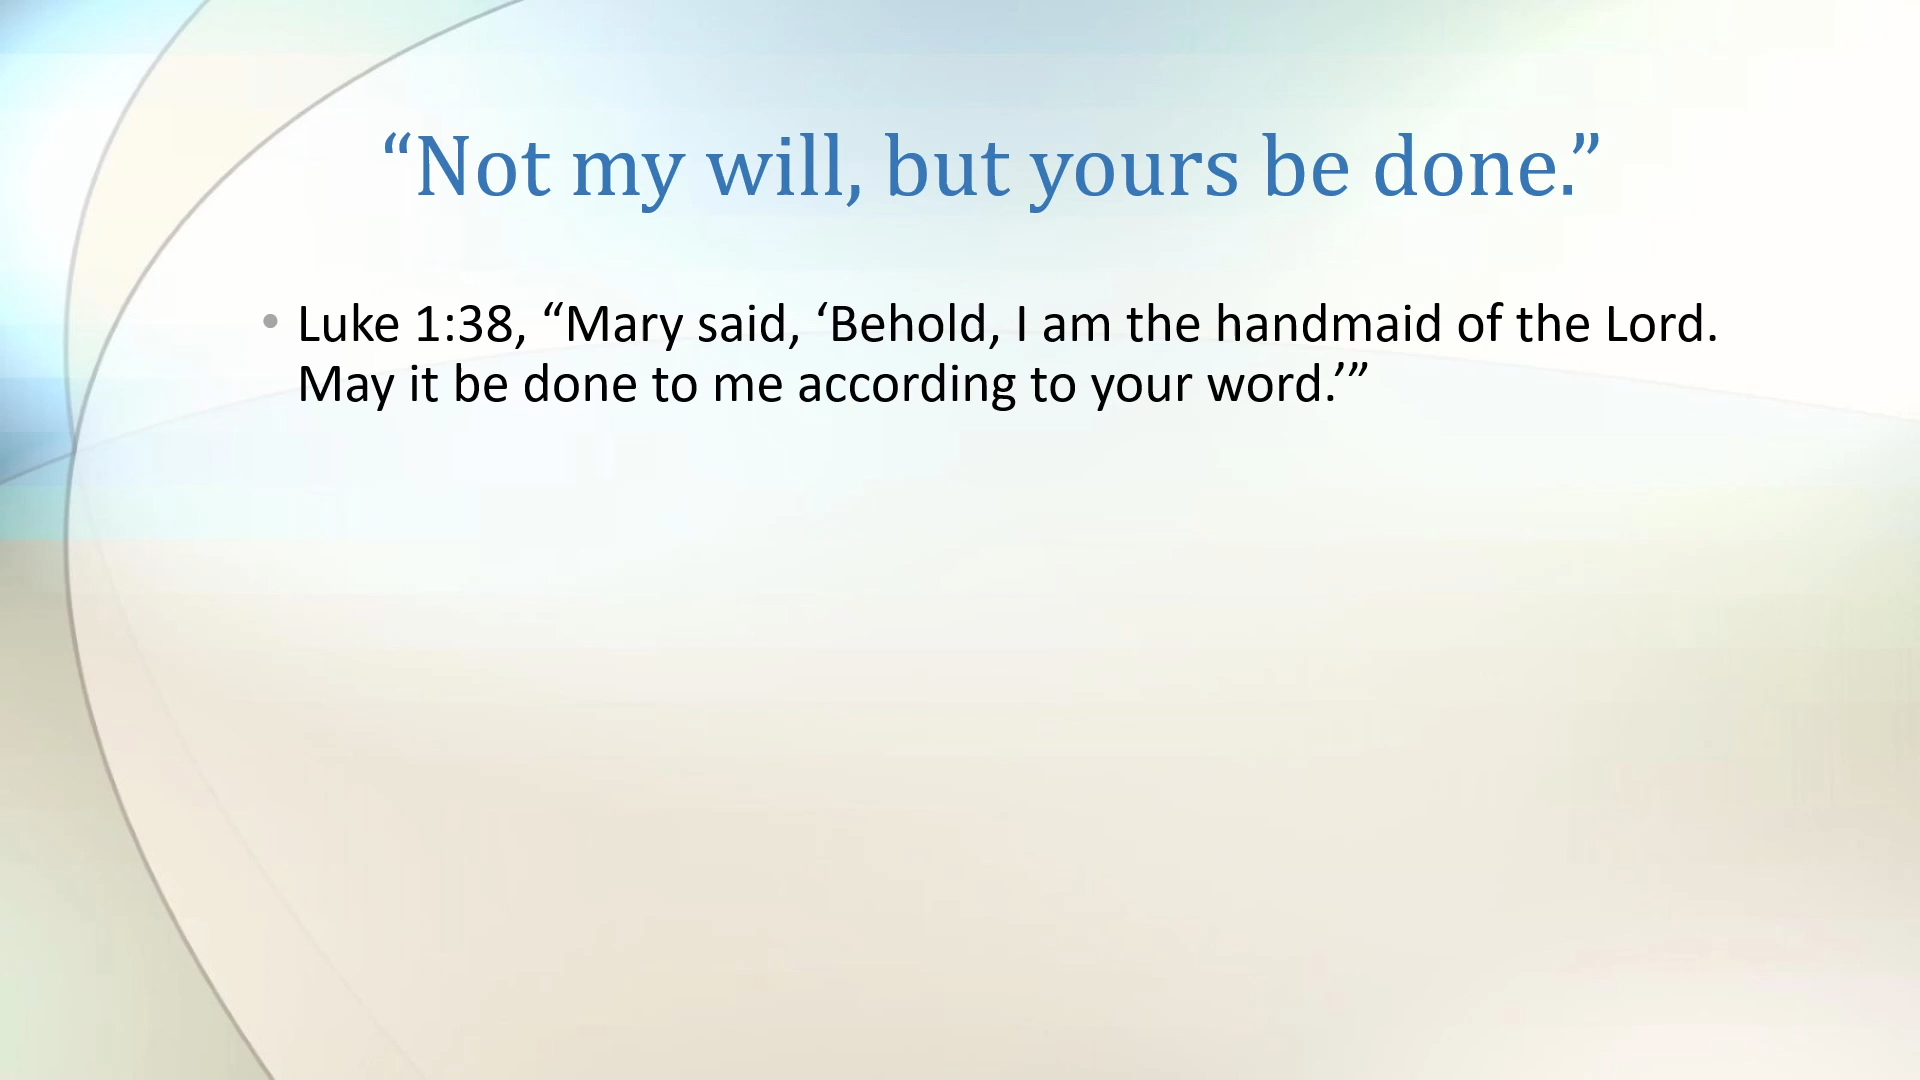 “Not my will, but yours be done.”
• Luke 1:38, “Mary said, ‘Behold, I am the handmaid of the Lord.
May it be done to me according to your word.’”